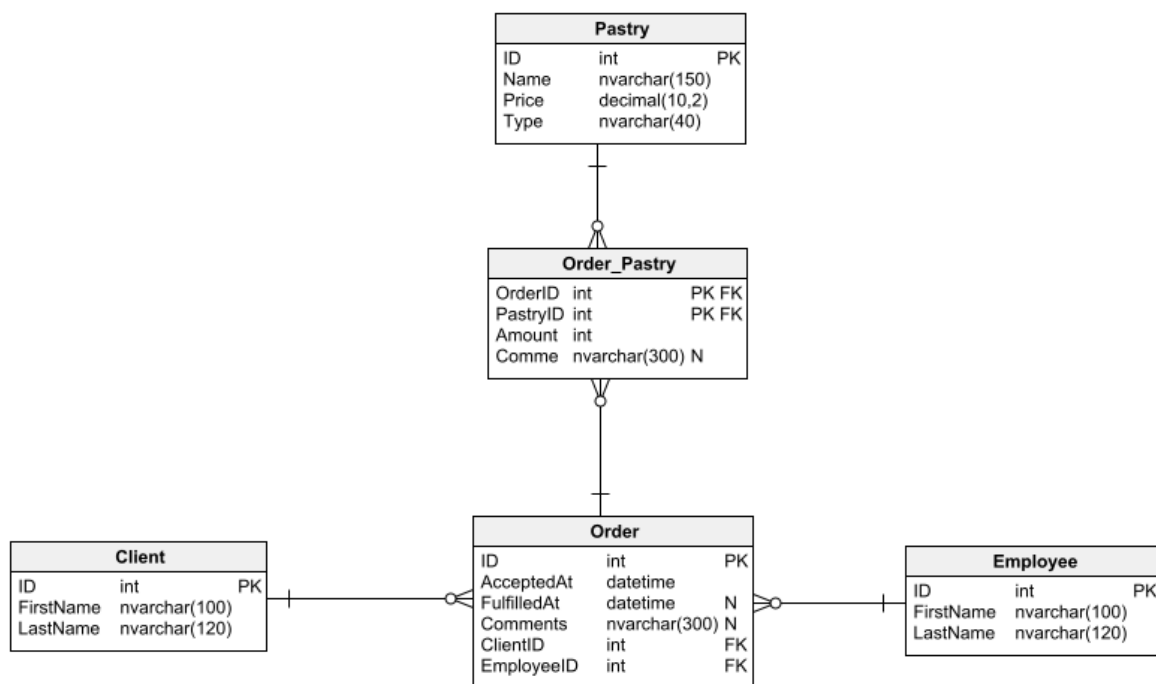 Pastry
ID int PK
Name nvarchar(150)
Price decimal(10,2)
Type nvarchar(40)
Order_Pastry
OrderID int PK FK
PastryID int PK FK
Amount int
Comme nvarchar(300) N
Client
ID int PK
FirstName nvarchar(100)
LastName nvarchar(120)
Order
ID int PK
AcceptedAt datetime
FulfilledAt datetime N
Comments nvarchar(300) N
ClientID int FK
EmployeeID int FK
Employee
ID int PK
FirstName nvarchar(100)
LastName nvarchar(120)